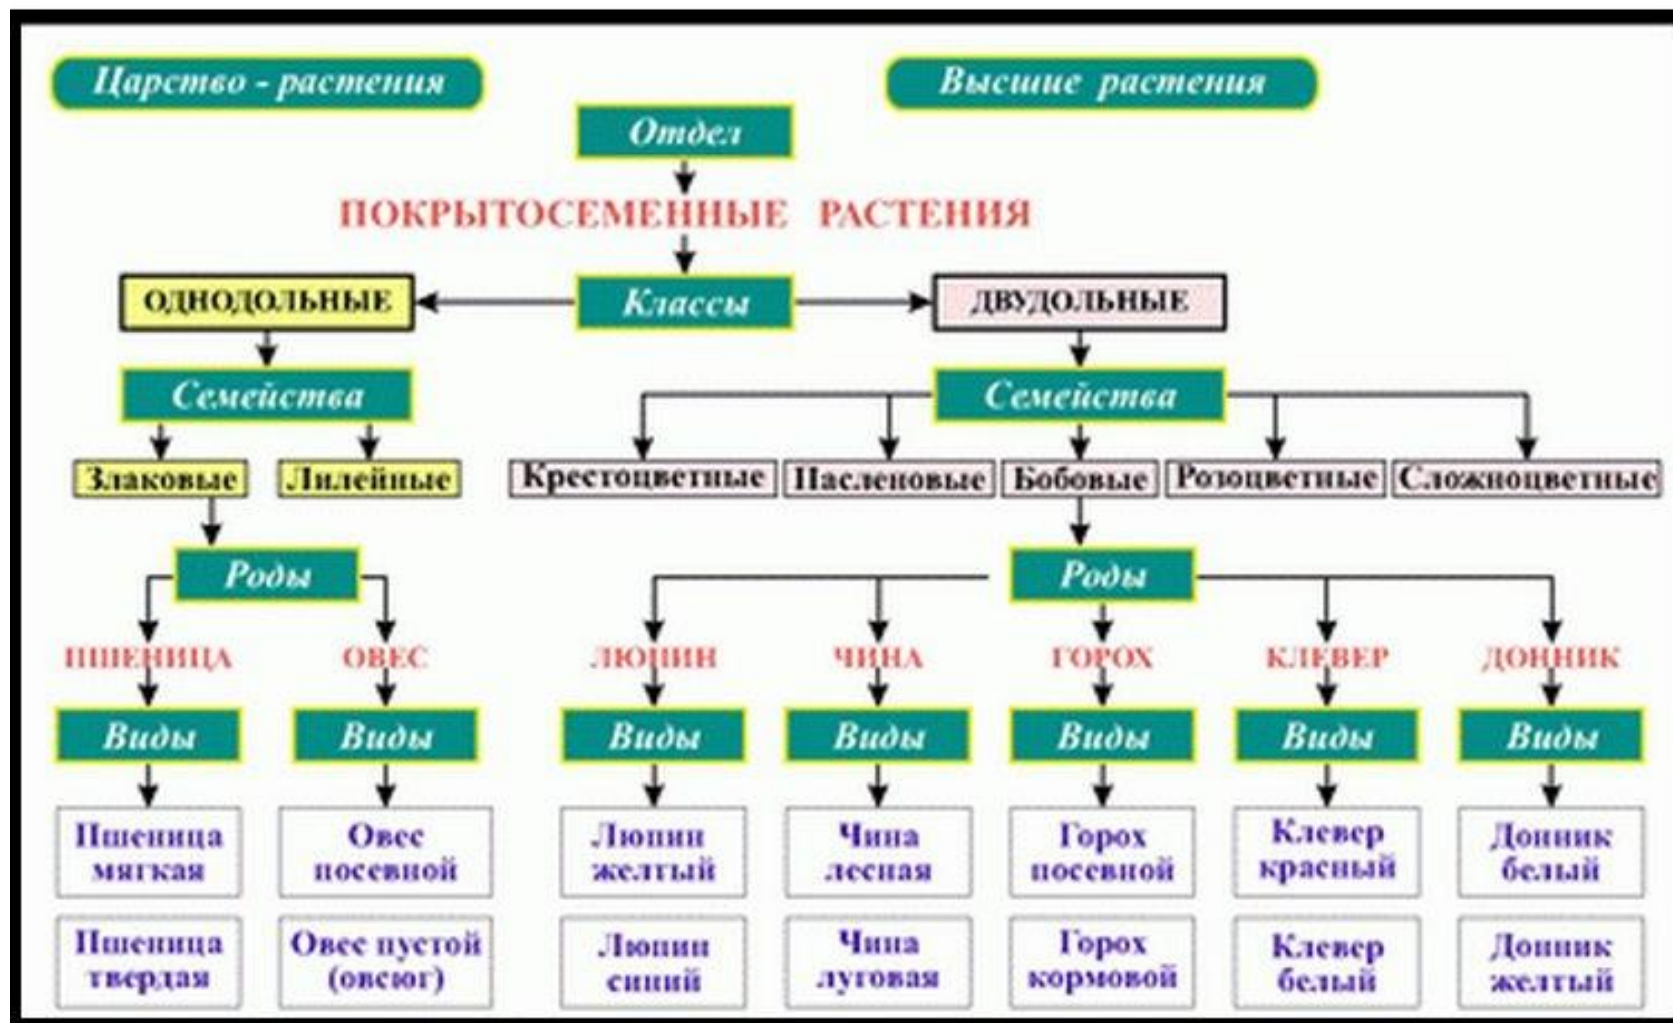 Царство - растения
Высшие растения
Отдел
ПОКРЫТОСЕМЕННЫЕ РАСТЕНИЯ
ОДНОДОЛЬНЫЕ
Классы
ДВУДОЛЬНЫЕ
Семейства
Семейства
Злаковые
Лилейные
Крестоцветные
Пасленовые
Бобовые
Розоцветные
Сложноцветные
Роды
Роды
ПШЕНИЦА
ОВЕС
ЛЮПИН
ЧИНА
ГОРОХ
КЛЕВЕР
ДОННИК
Виды
Виды
Виды
Виды
Виды
Виды
Виды
Пшеница
мягкая
Овес
посевной
Люпин
желтый
Чина
лесная
Горох
посевной
Клевер
красный
Донник
белый
Пшеница
твердая
Овес пустой
(овсюг)
Люпин
синий
Чина
луговая
Горох
кормовой
Клевер
белый
Донник
желтый